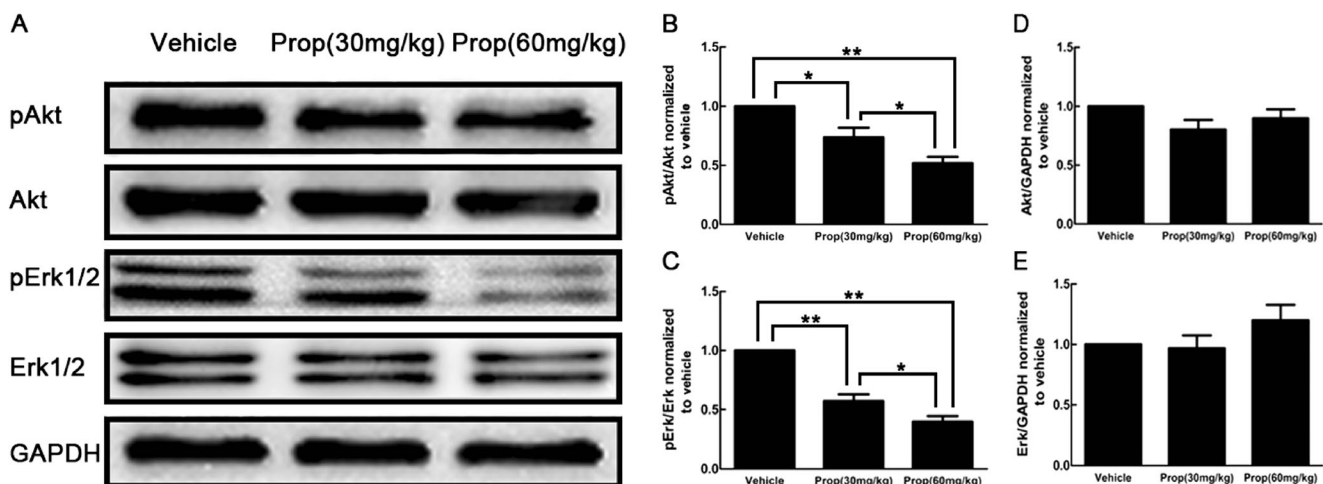 A
Vehicle Prop(30mg/kg) Prop(60mg/kg)
pAkt
Akt
pErk1/2
Erk1/2
GAPDH
B
pAkt/Akt normalized
to vehicle
1.5
1.0
0.5
0.0
**
*
*
Vehicle Prop(30mg/kg) Prop(60mg/kg)
C
pErk/Erk normalized
to vehicle
1.5
1.0
0.5
0.0
**
**
*
Vehicle Prop(30mg/kg) Prop(60mg/kg)
D
Akt/GAPDH normalized
to vehicle
1.5
1.0
0.5
0.0
Vehicle Prop(30mg/kg) Prop(60mg/kg)
E
Erk/GAPDH normalized
to vehicle
1.5
1.0
0.5
0.0
Vehicle Prop(30mg/kg) Prop(60mg/kg)